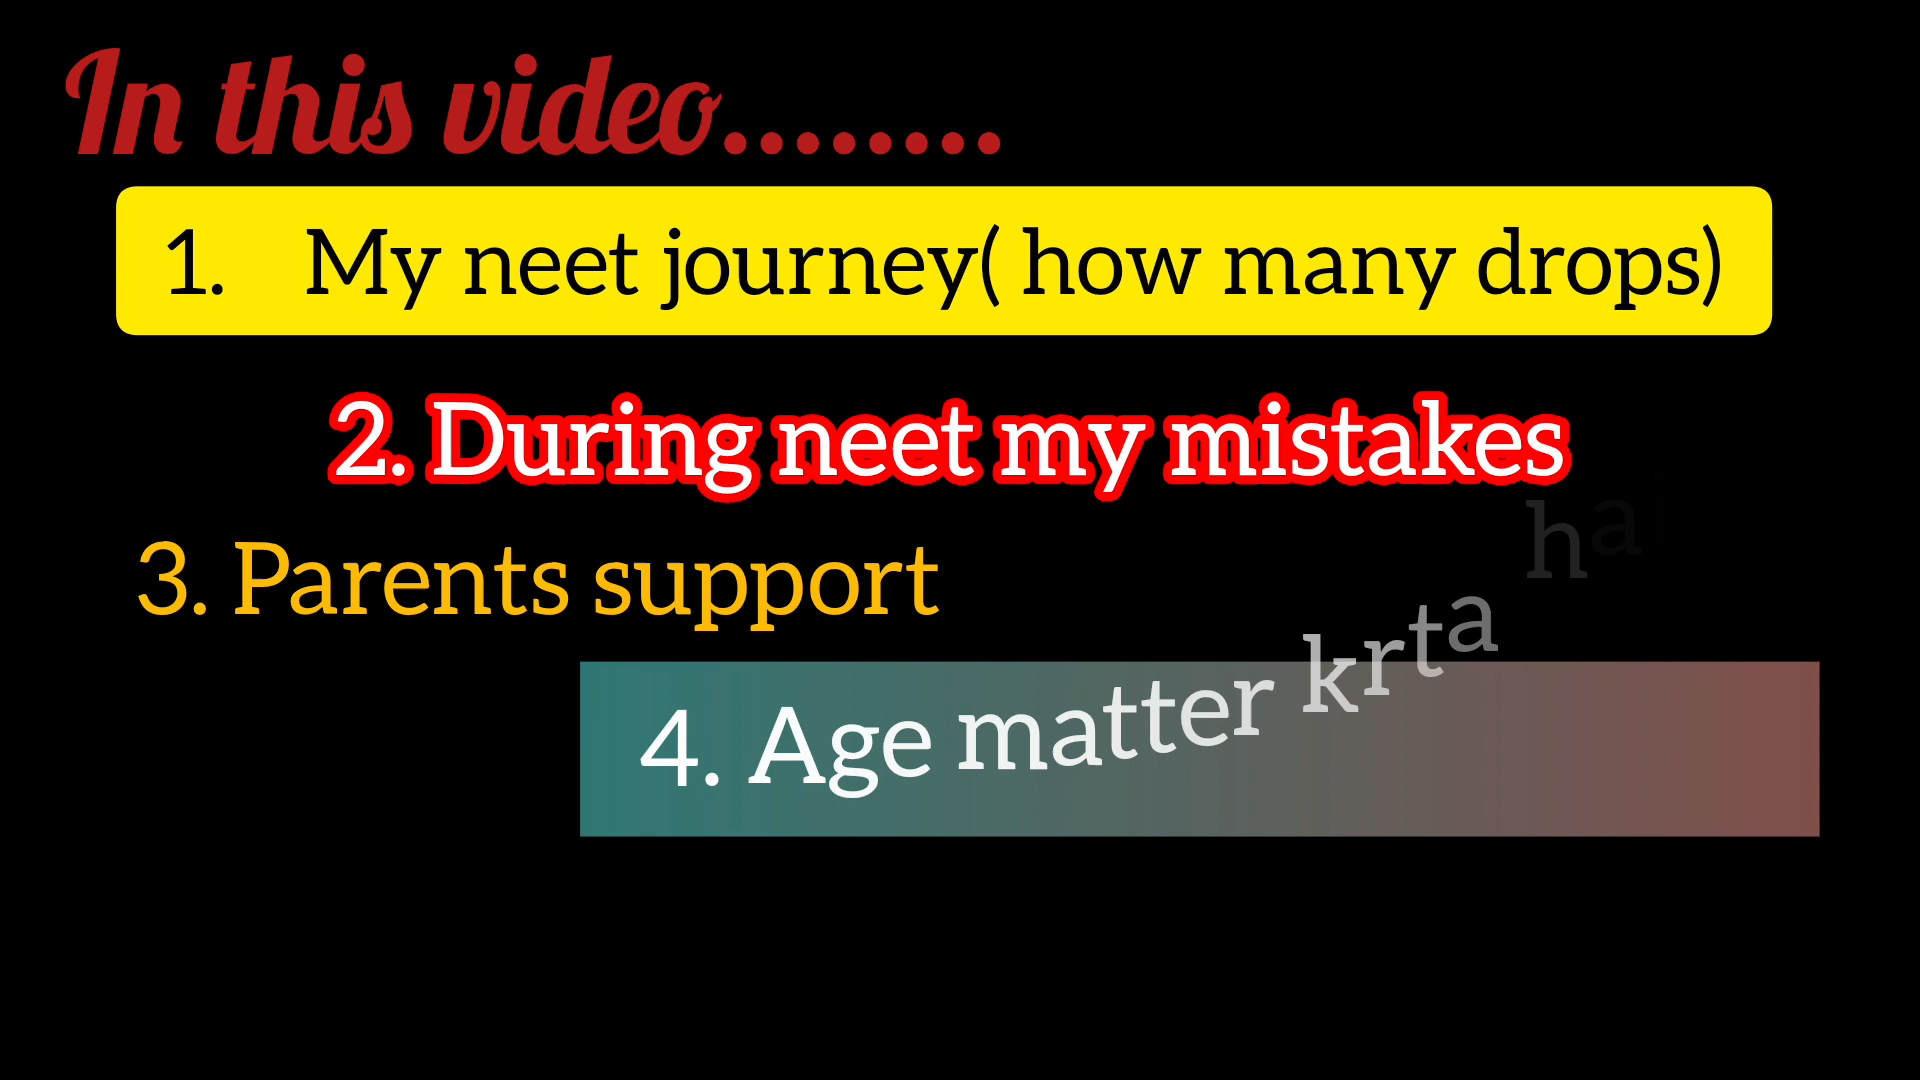 In this video........
1. My neet journey( how many drops)
2. During neet my mistakes
3. Parents support
4. Age matter krta ha